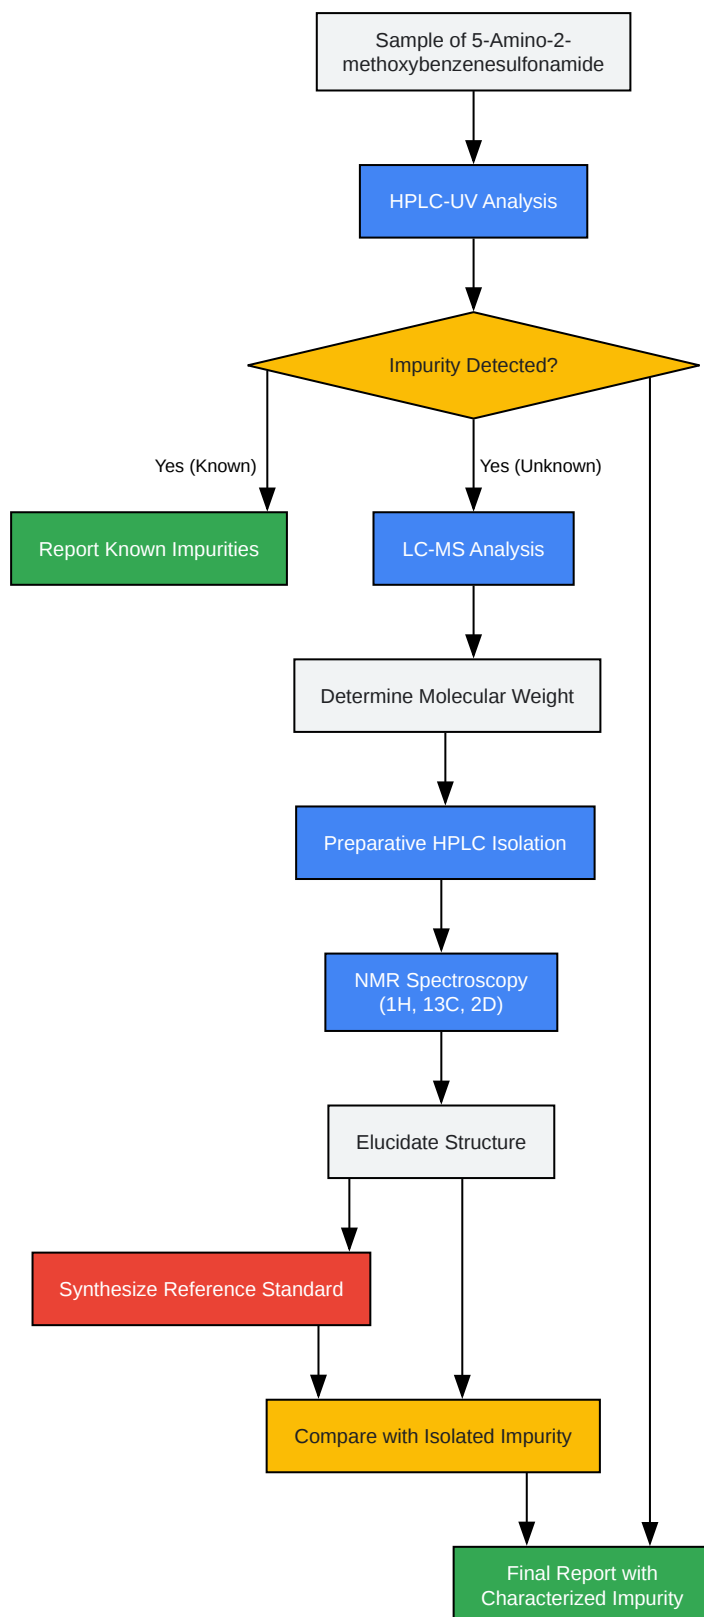 Sample of 5-Amino-2-
methoxybenzenesulfonamide
HPLC-UV Analysis
Impurity Detected?
Yes (Known)
Yes (Unknown)
Report Known Impurities
LC-MS Analysis
Determine Molecular Weight
Preparative HPLC Isolation
NMR Spectroscopy
(1H, 13C, 2D)
Elucidate Structure
Synthesize Reference Standard
Compare with Isolated Impurity
Final Report with
Characterized Impurity